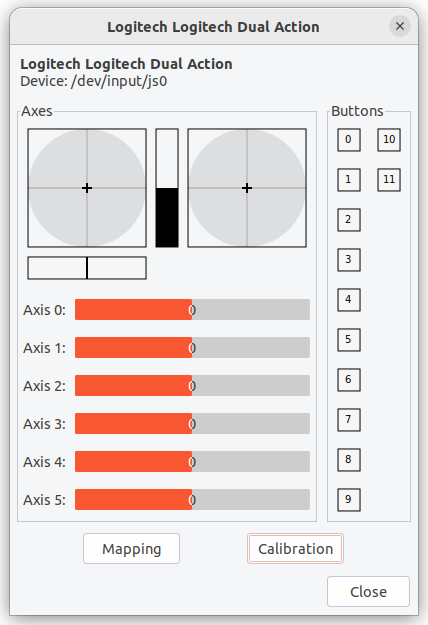 Logitech Logitech Dual Action
Logitech Logitech Dual Action
Device: /dev/input/js0
Axes
Buttons
0 10
1 11
2
3
4
5
6
7
8
9
Axis 0: 0
Axis 1: 0
Axis 2: 0
Axis 3: 0
Axis 4: 0
Axis 5: 0
Mapping
Calibration
Close